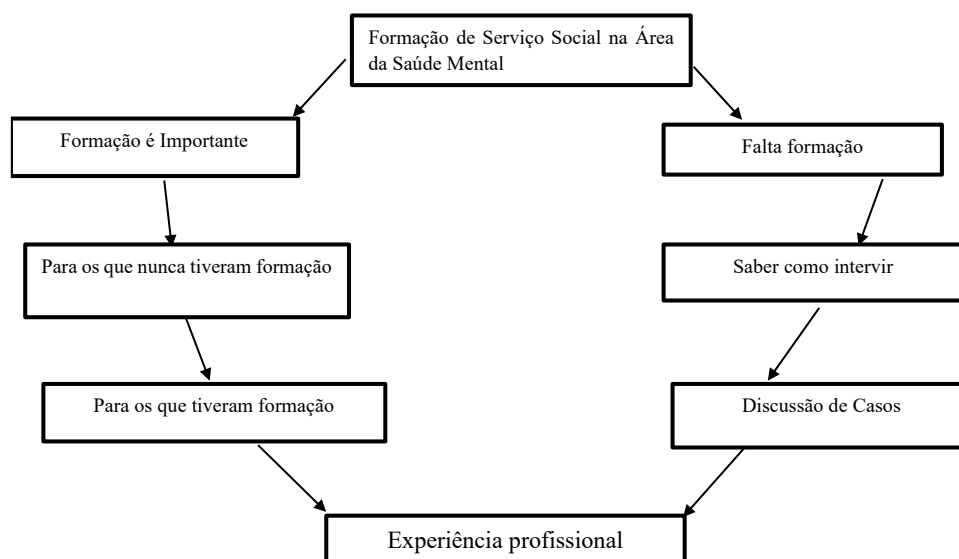 Formação de Serviço Social na Área
da Saúde Mental
Formação é Importante
Falta formação
Para os que nunca tiveram formação
Saber como intervir
Para os que tiveram formação
Discussão de Casos
Experiência profissional